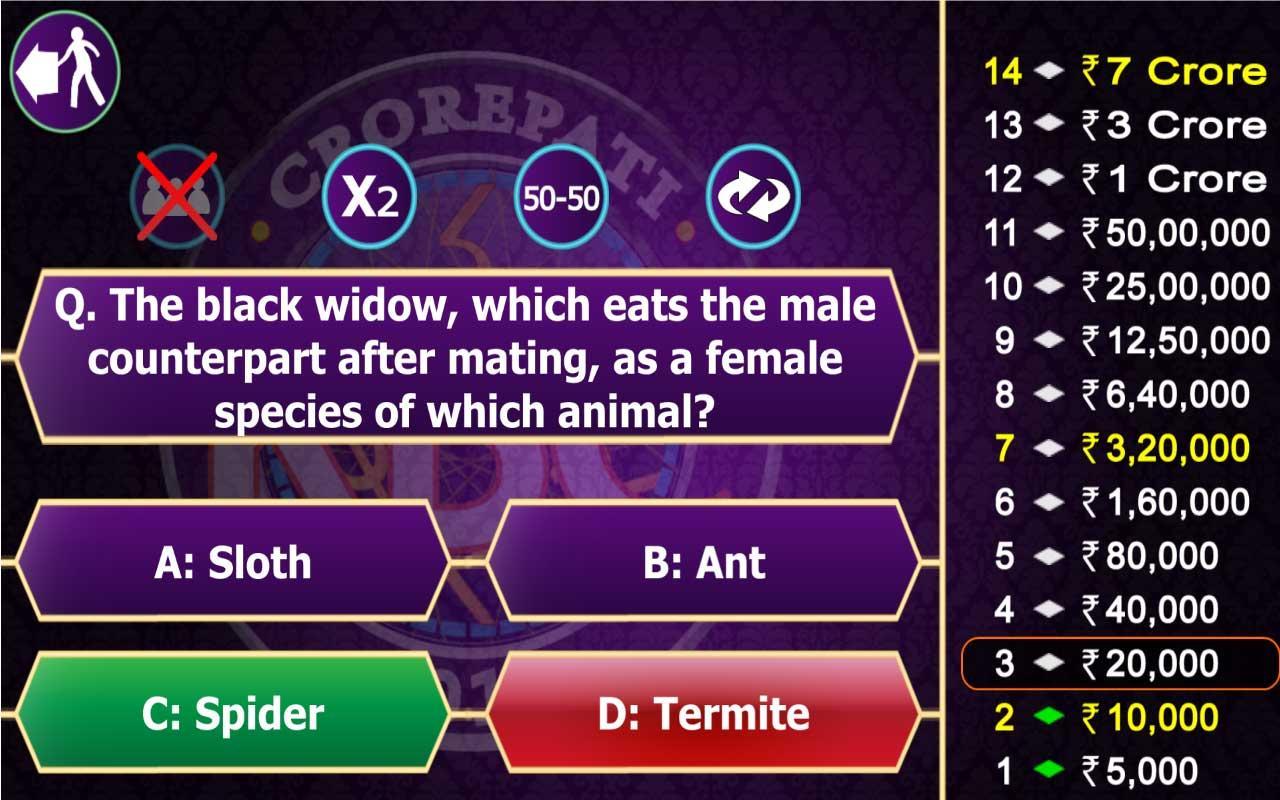 CROREPATI
X2
50-50
Q. The black widow, which eats the male
counterpart after mating, as a female
species of which animal?
KBC
A: Sloth
B: Ant
C: Spider
D: Termite
14 ₹ 7 Crore
13 ₹ 3 Crore
12 ₹ 1 Crore
11 ₹ 50,00,000
10 ₹ 25,00,000
9 ₹ 12,50,000
8 ₹ 6,40,000
7 ₹ 3,20,000
6 ₹ 1,60,000
5 ₹ 80,000
4 ₹ 40,000
3 ₹ 20,000
2 ₹ 10,000
1 ₹ 5,000